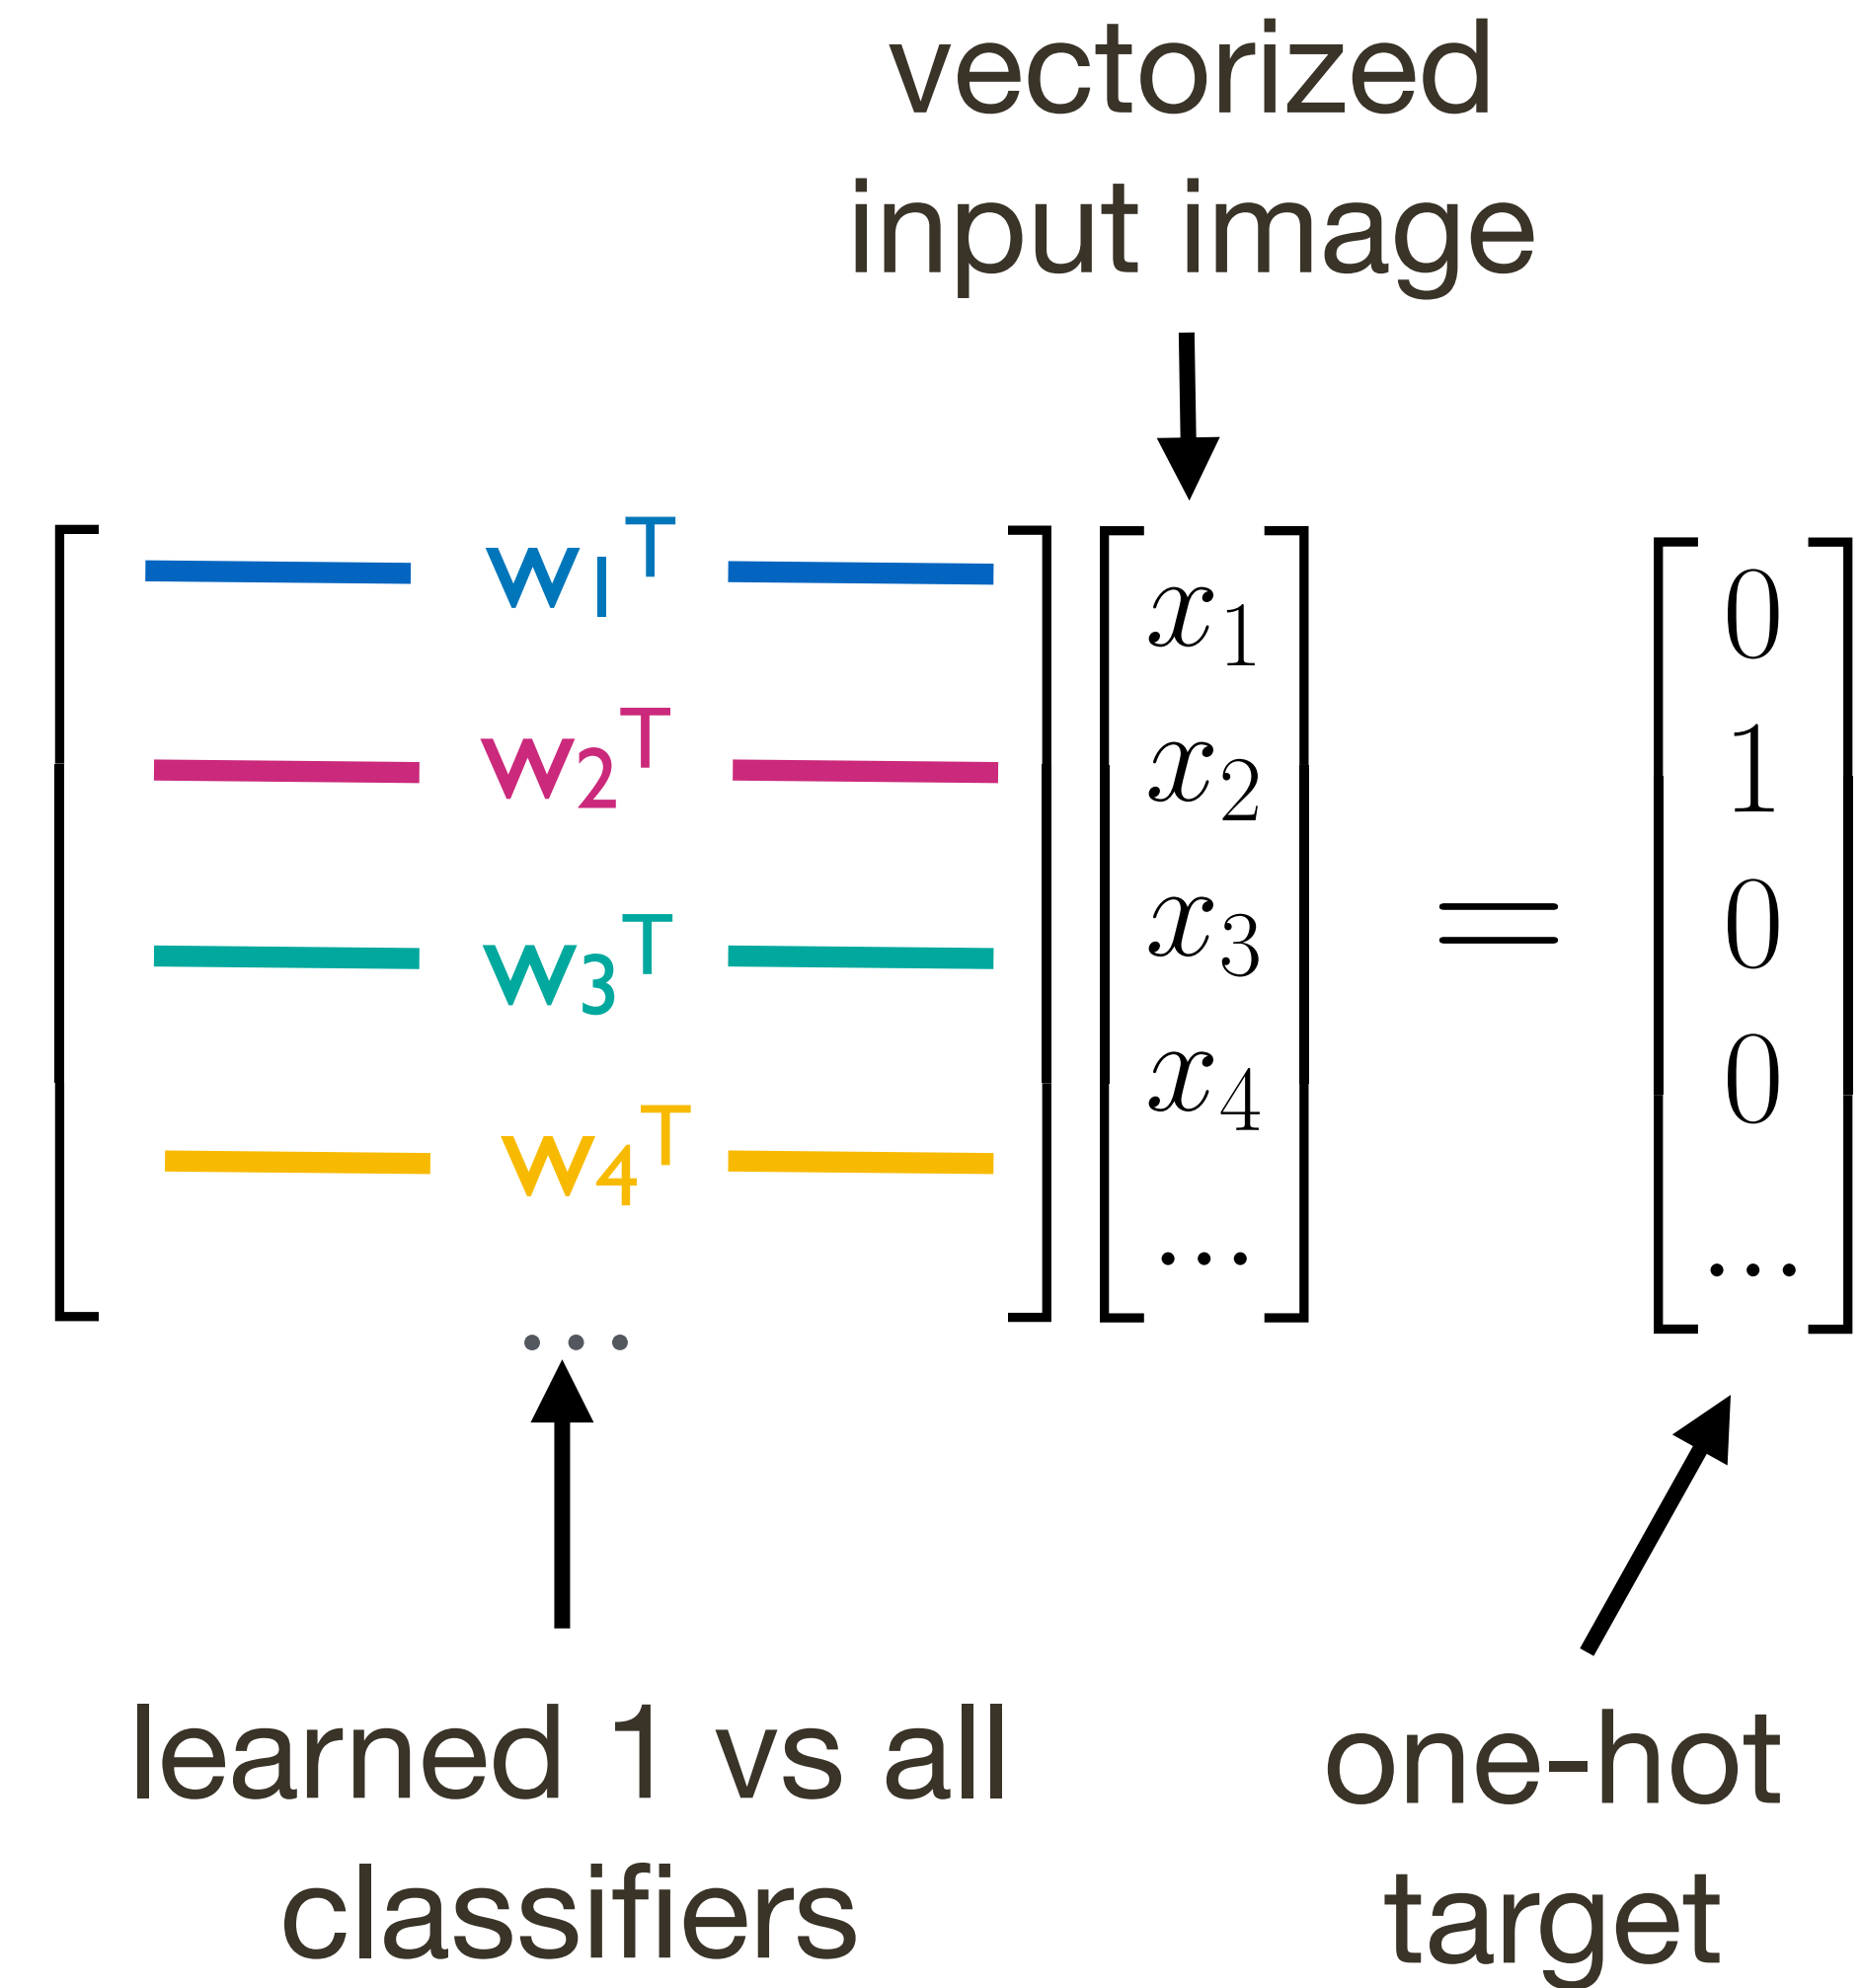 vectorized
input image
w₁ᵀ x₁ 0
w₂ᵀ x₂ 1
w₃ᵀ x₃ = 0
w₄ᵀ x₄ 0
... ...
...
learned 1 vs all
classifiers
one-hot
target